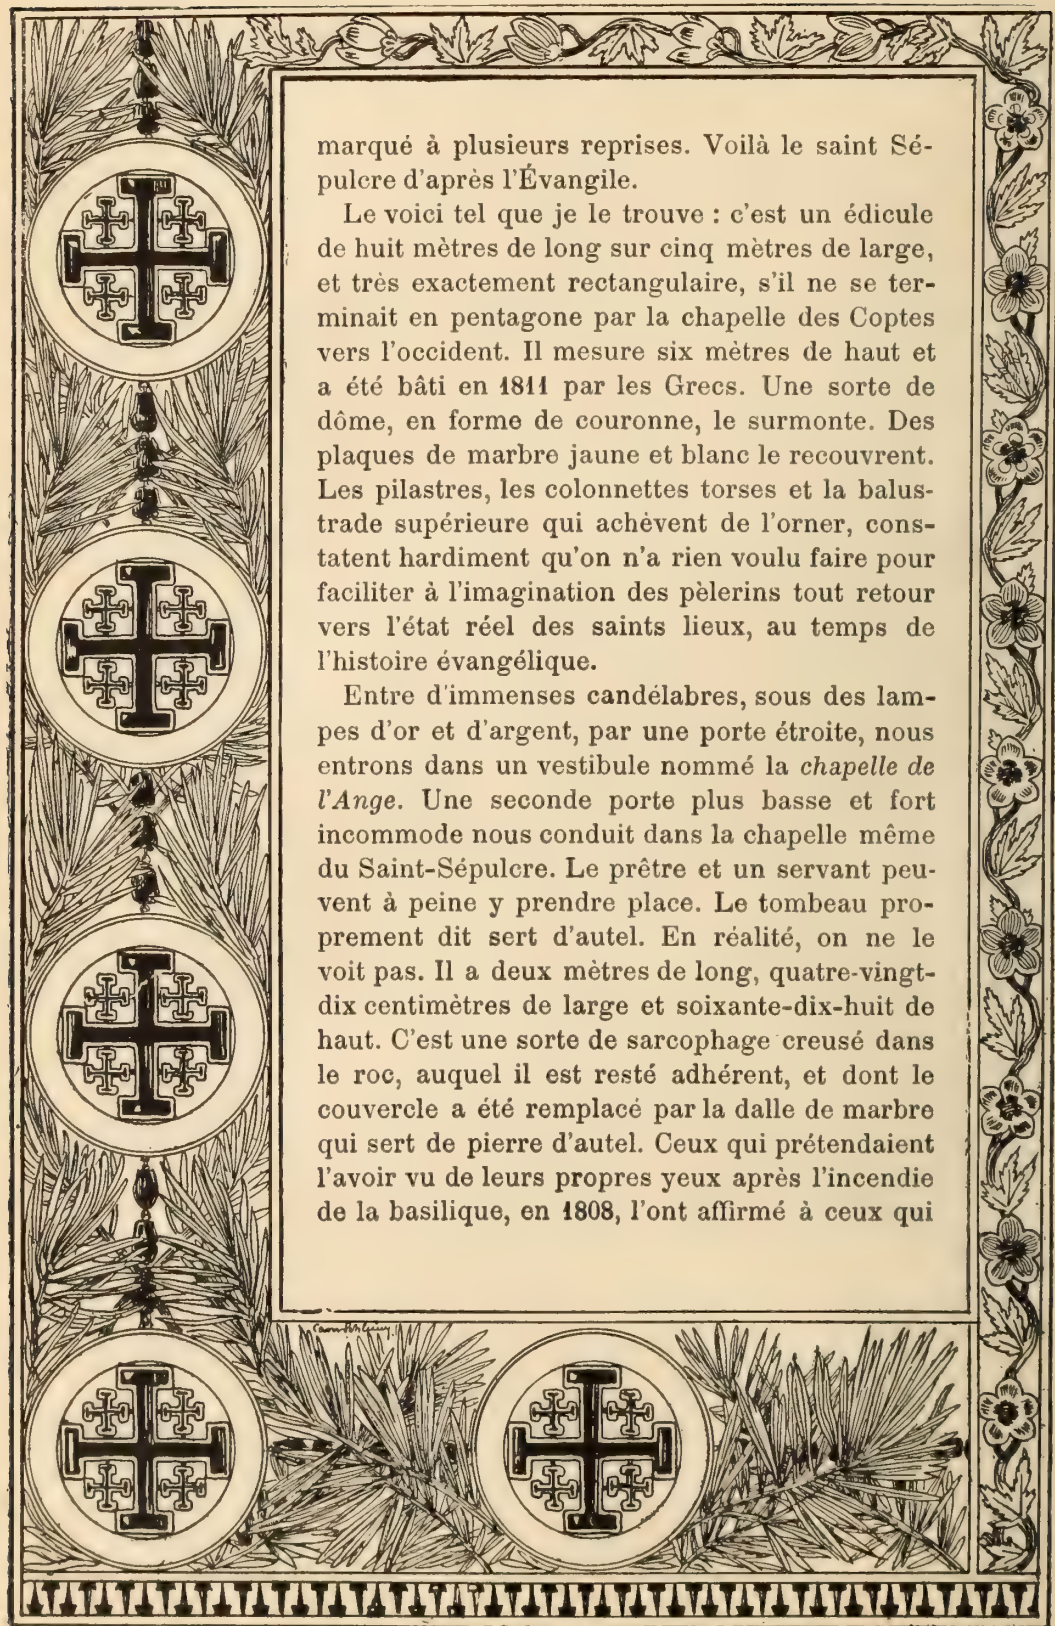 marqué à plusieurs reprises. Voilà le saint Sé-
pulcre d'après l'Évangile.
Le voici tel que je le trouve : c'est un édicule
de huit mètres de long sur cinq mètres de large,
et très exactement rectangulaire, s'il ne se ter-
minait en pentagone par la chapelle des Coptes
vers l'occident. Il mesure six mètres de haut et
a été bâti en 1811 par les Grecs. Une sorte de
dôme, en forme de couronne, le surmonte. Des
plaques de marbre jaune et blanc le recouvrent.
Les pilastres, les colonnettes torses et la balus-
trade supérieure qui achèvent de l'orner, cons-
tatent hardiment qu'on n'a rien voulu faire pour
faciliter à l'imagination des pèlerins tout retour
vers l'état réel des saints lieux, au temps de
l'histoire évangélique.
Entre d'immenses candélabres, sous des lam-
pes d'or et d'argent, par une porte étroite, nous
entrons dans un vestibule nommé la chapelle de
l'Ange. Une seconde porte plus basse et fort
incommode nous conduit dans la chapelle même
du Saint-Sépulcre. Le prêtre et un servant peu-
vent à peine y prendre place. Le tombeau pro-
prement dit sert d'autel. En réalité, on ne le
voit pas. Il a deux mètres de long, quatre-vingt-
dix centimètres de large et soixante-dix-huit de
haut. C'est une sorte de sarcophage creusé dans
le roc, auquel il est resté adhérent, et dont le
couvercle a été remplacé par la dalle de marbre
qui sert de pierre d'autel. Ceux qui prétendaient
l'avoir vu de leurs propres yeux après l'incendie
de la basilique, en 1808, l'ont affirmé à ceux qui